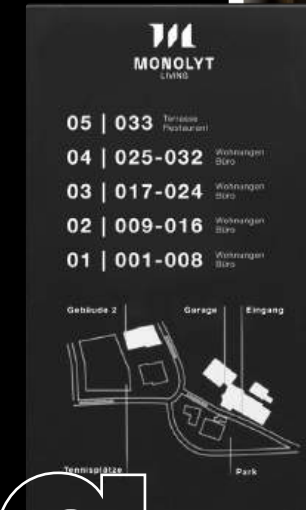 MONOLYT
LIVING
05 | 033 Terrasse
Restaurant
04 | 025-032 Wohnungen
Büro
03 | 017-024 Wohnungen
Büro
02 | 009-016 Wohnungen
Büro
01 | 001-008 Wohnungen
Büro
Gebäude 2 Garage Eingang
Tennisplätze Park